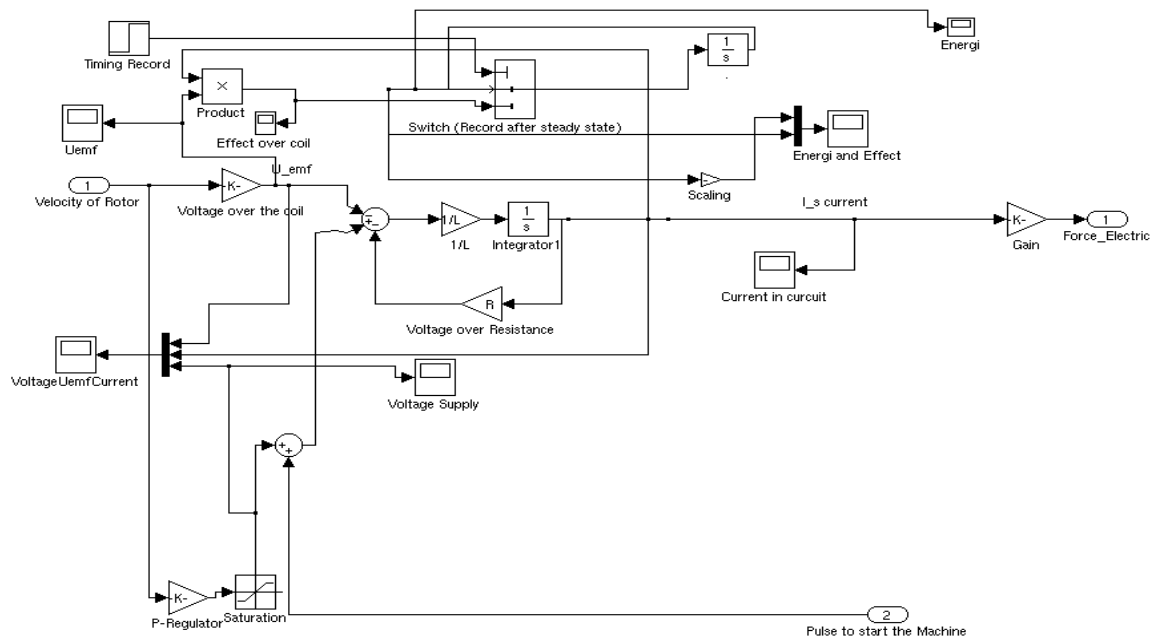 Energi
Timing Record
1
s
.
×
Product
Switch (Record after steady state)
Uemf
Effect over coil
Energi and Effect
U_emf
1
-K-
-
Scaling
Velocity of Rotor
Voltage over the coil
I_s current
1/L
1
s
-K-
1
1/L
Integrator1
Gain
Force_Electric
Current in curcuit
R
Voltage over Resistance
VoltageUemfCurrent
Voltage Supply
+
+
-K-
P-Regulator
Saturation
2
Pulse to start the Machine